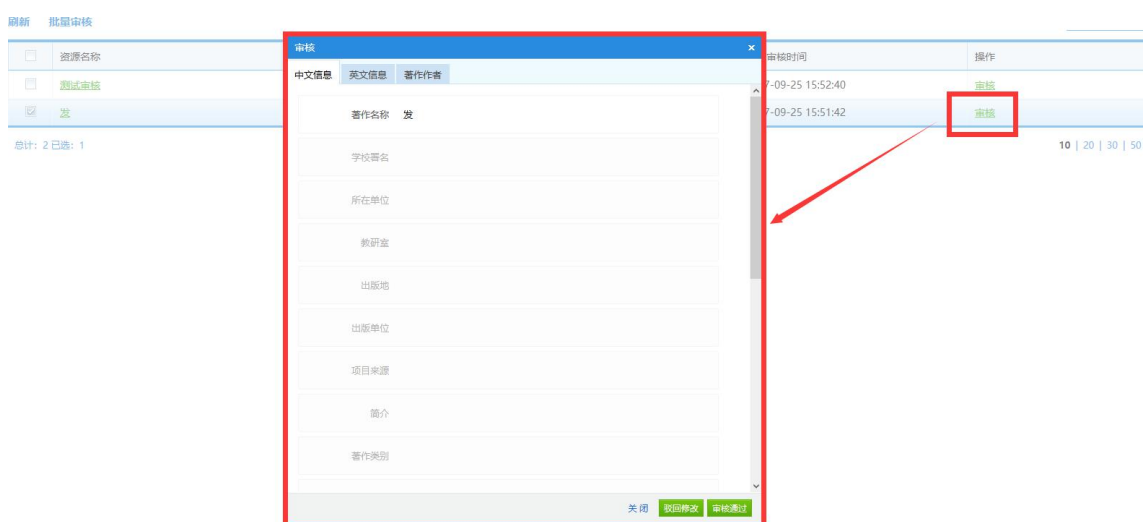 刷新 批量审核
资源名称 审核时间 操作
测试审核 7-09-25 15:52:40 审核
发 7-09-25 15:51:42 审核
总计: 2 已选: 1 10 | 20 | 30 | 50
审核 ×
中文信息 英文信息 著作作者
著作名称 发
学校署名
所在单位
教研室
出版地
出版单位
项目来源
简介
著作类别
关闭 驳回修改 审核通过